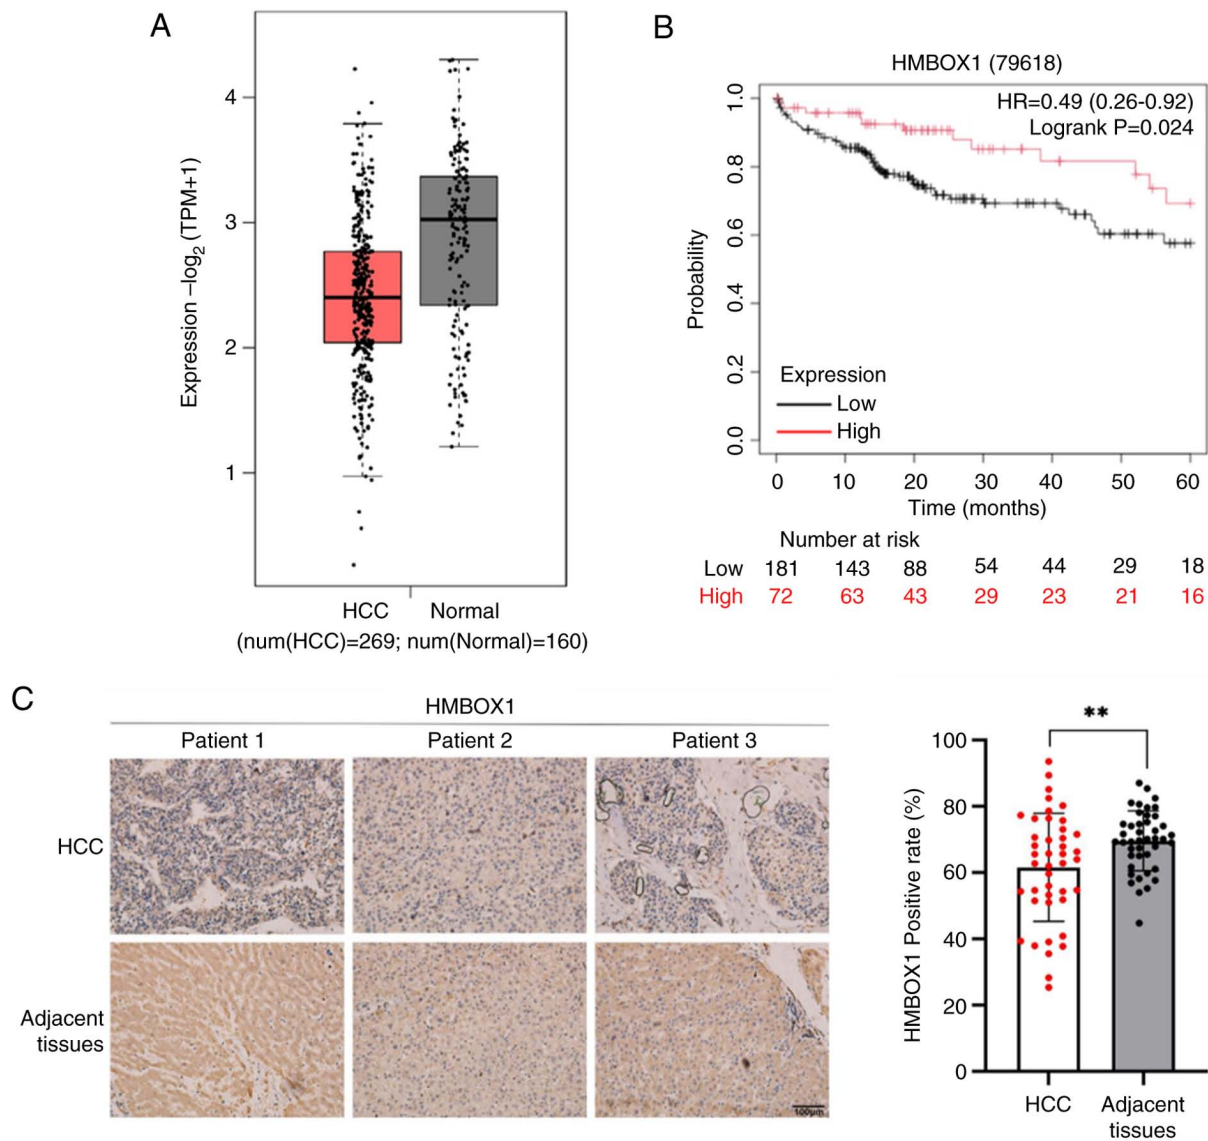 A
Expression –log2 (TPM+1)
4
3
2
1
HCC Normal
(num(HCC)=269; num(Normal)=160)
B
HMBOX1 (79618)
HR=0.49 (0.26-0.92)
Logrank P=0.024
Probability
1.0
0.8
0.6
0.4
0.2
0.0
Expression
Low
High
0 10 20 30 40 50 60
Time (months)
Number at risk
Low 181 143 88 54 44 29 18
High 72 63 43 29 23 21 16
C
HMBOX1
Patient 1 Patient 2 Patient 3
HCC
Adjacent
tissues
100μm
**
HMBOX1 Positive rate (%)
100
80
60
40
20
0
HCC Adjacent
tissues